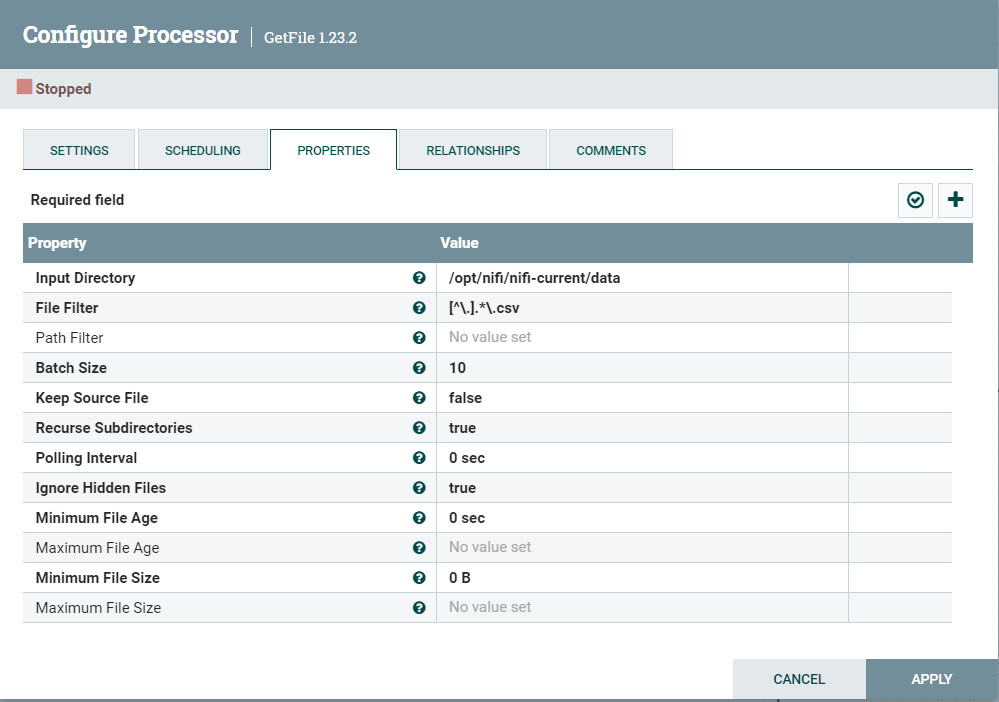 Configure Processor | GetFile 1.23.2
Stopped
SETTINGS SCHEDULING PROPERTIES RELATIONSHIPS COMMENTS
Required field
Property Value
Input Directory /opt/nifi/nifi-current/data
File Filter [^\.].*\.csv
Path Filter No value set
Batch Size 10
Keep Source File false
Recurse Subdirectories true
Polling Interval 0 sec
Ignore Hidden Files true
Minimum File Age 0 sec
Maximum File Age No value set
Minimum File Size 0 B
Maximum File Size No value set
CANCEL APPLY